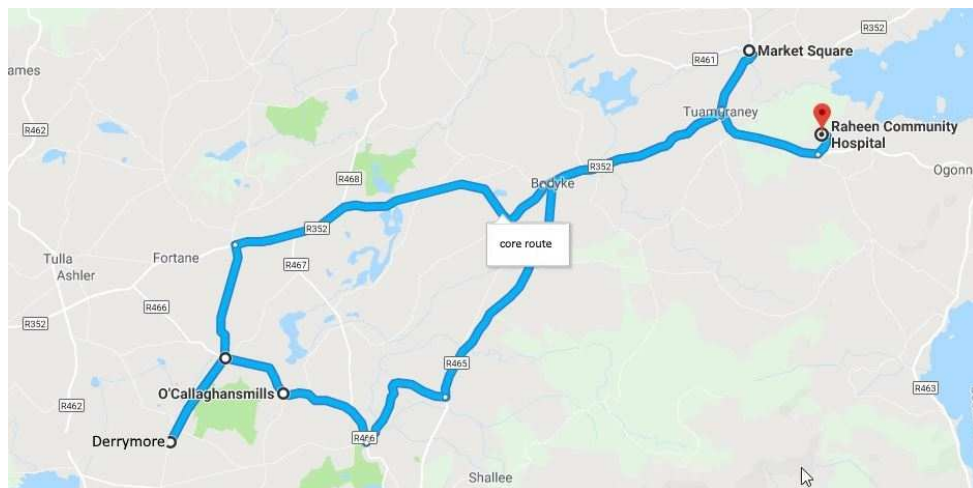 R352
Market Square
R461
ames
Tuamgraney
Raheen Community
Hospital
R462
R352
Ogonn
R468
Bodyke
R352
core route
Tulla
Fortane
Ashler
R467
R466
R352
R465
R463
O'Callaghansmills
R462
Derrymore
R466
Shallee